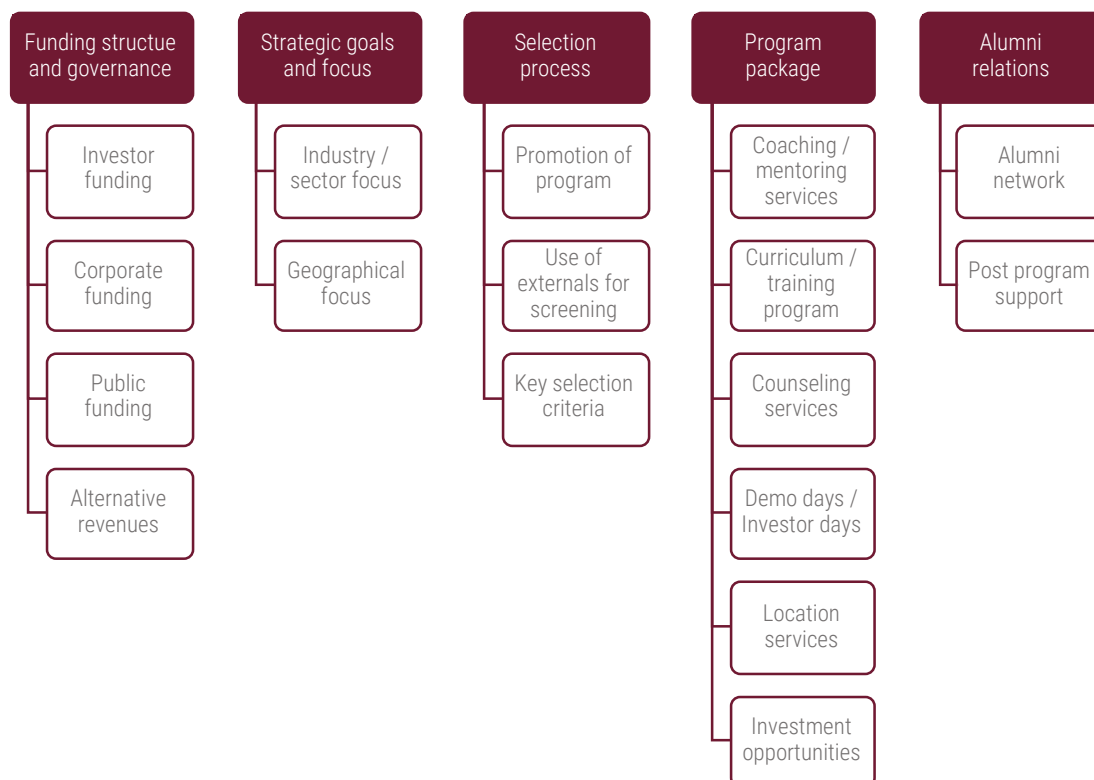 Funding structue
and governance
Investor
funding
Corporate
funding
Public
funding
Alternative
revenues
Strategic goals
and focus
Industry /
sector focus
Geographical
focus
Selection
process
Promotion of
program
Use of
externals for
screening
Key selection
criteria
Program
package
Coaching /
mentoring
services
Curriculum /
training
program
Counseling
services
Demo days /
Investor days
Location
services
Investment
opportunities
Alumni
relations
Alumni
network
Post program
support